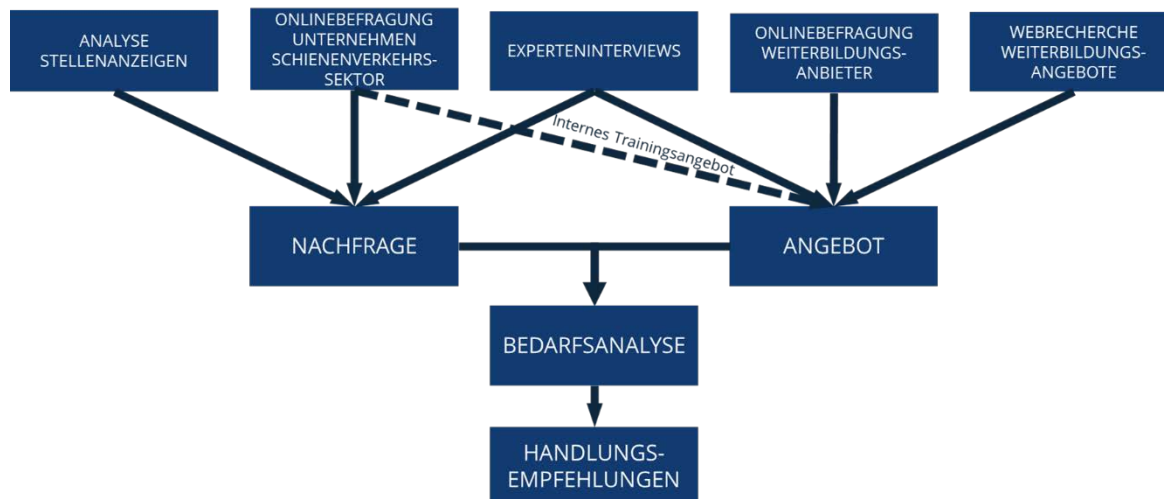 ANALYSE
STELLENANZEIGEN
ONLINEBEFRAGUNG
UNTERNEHMEN
SCHIENENVERKEHRS-
SEKTOR
EXPERTENINTERVIEWS
ONLINEBEFRAGUNG
WEITERBILDUNGS-
ANBIETER
WEBRECHERCHE
WEITERBILDUNGS-
ANGEBOTE
Internes Trainingsangebot
NACHFRAGE
ANGEBOT
BEDARFSANALYSE
HANDLUNGS-
EMPFEHLUNGEN